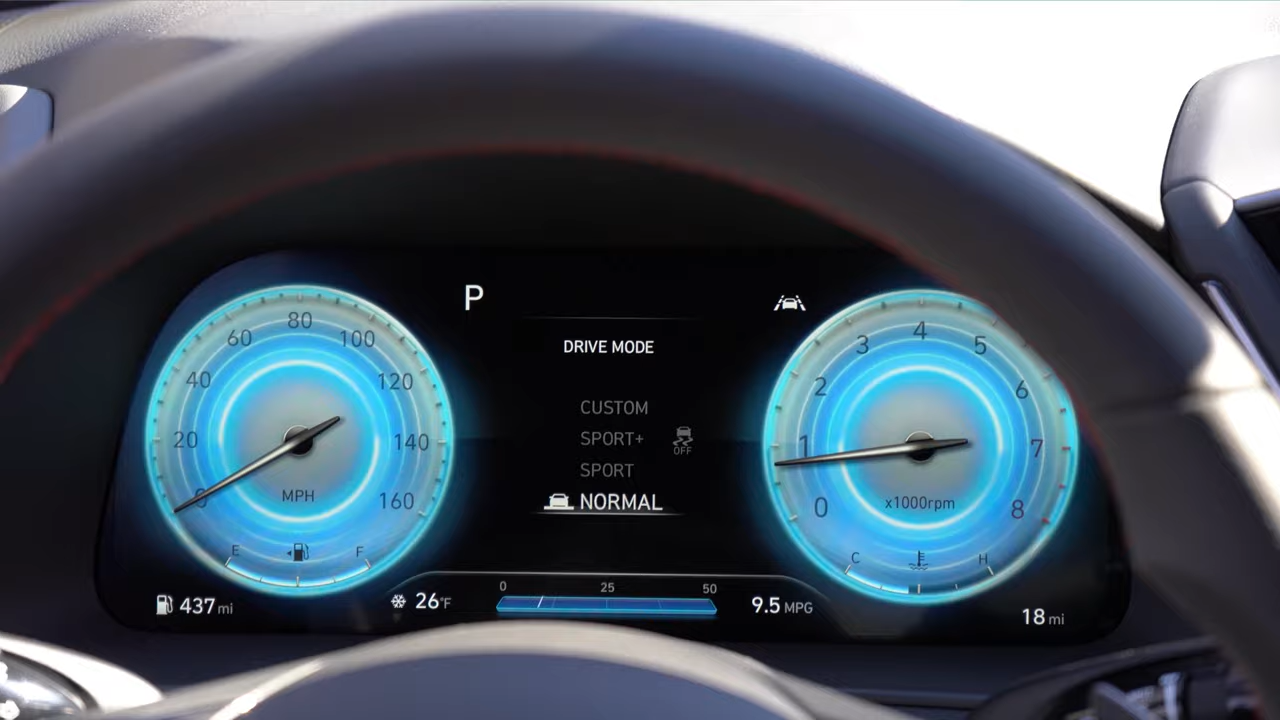 P
DRIVE MODE
CUSTOM
SPORT+
OFF
SPORT
NORMAL
80
60
100
40
120
20
140
0
160
MPH
E
F
4
3
5
2
6
1
7
0
8
x1000rpm
C
H
437 mi
26°F
0
25
50
9.5 MPG
18 mi